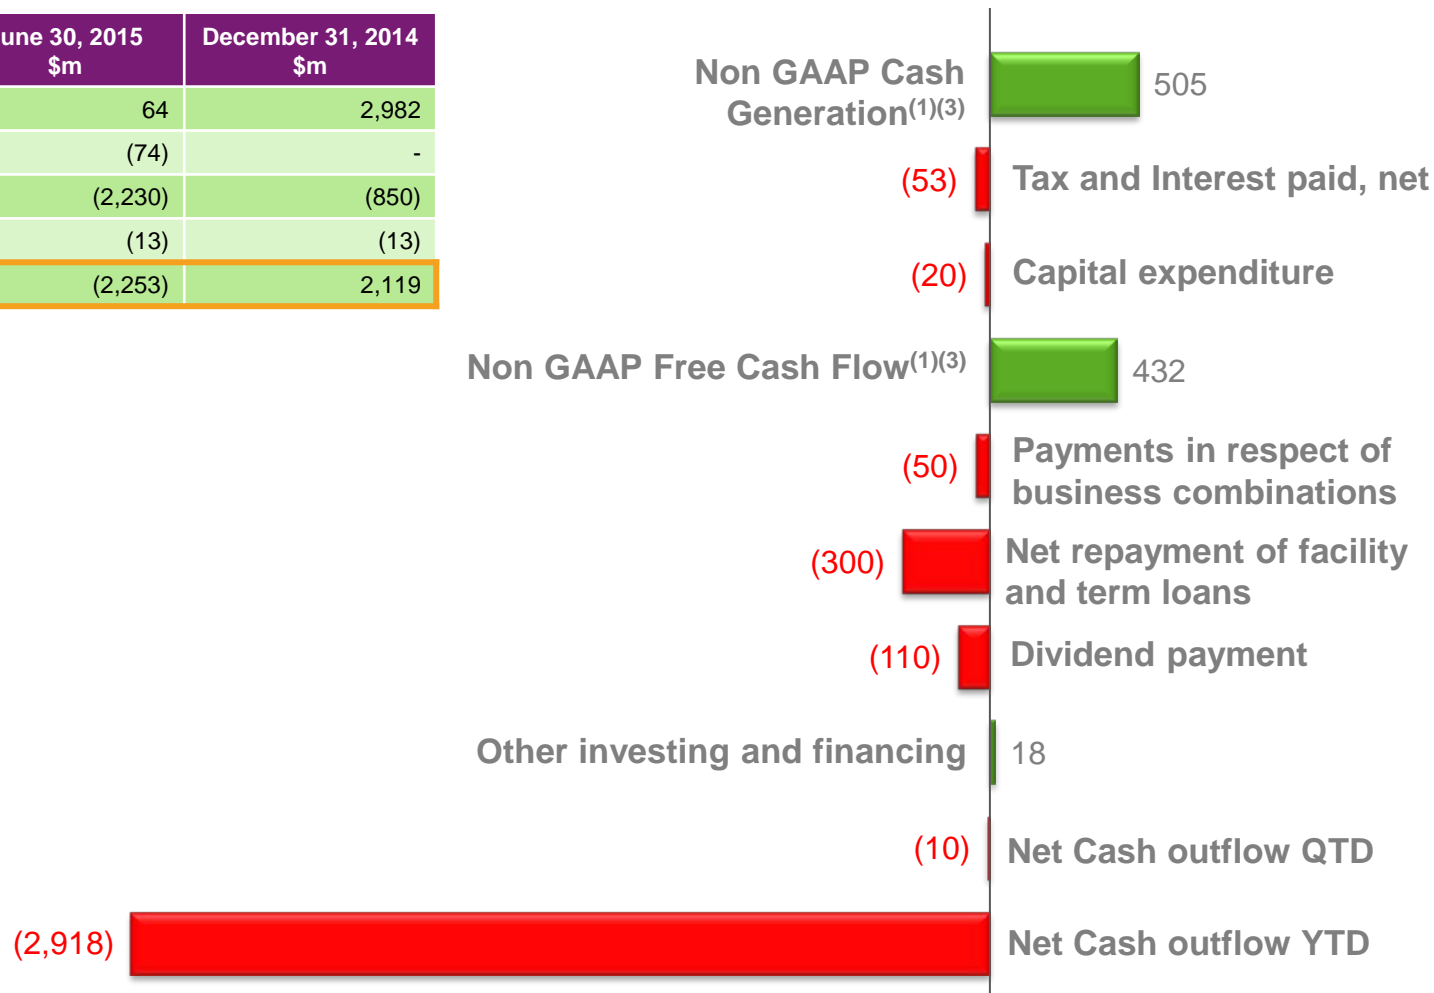 une 30, 2015 December 31, 2014
$m $m
64 2,982
(74) -
(2,230) (850)
(13) (13)
(2,253) 2,119
Non GAAP Cash
Generation(1)(3) 505
(53) Tax and Interest paid, net
(20) Capital expenditure
Non GAAP Free Cash Flow(1)(3) 432
(50) Payments in respect of
business combinations
(300) Net repayment of facility
and term loans
(110) Dividend payment
Other investing and financing 18
(10) Net Cash outflow QTD
(2,918) Net Cash outflow YTD